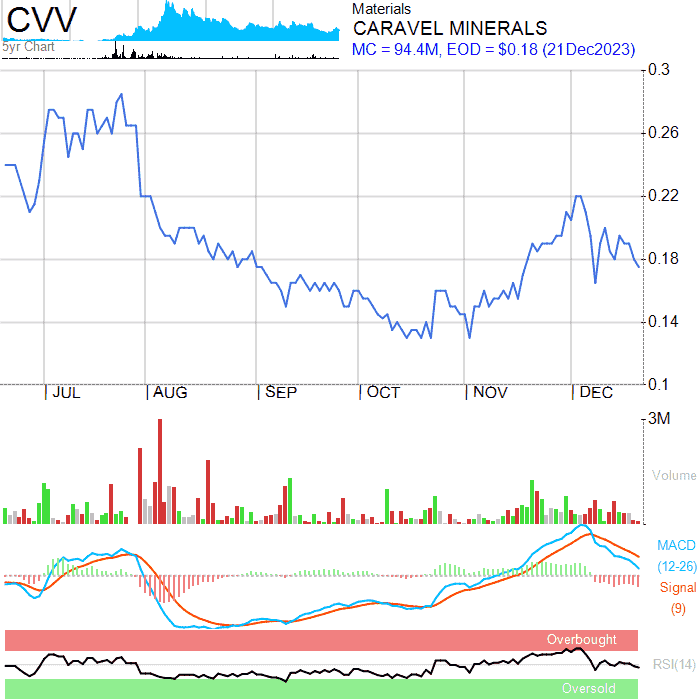 CVV
5yr Chart
Materials
CARAVEL MINERALS
MC = 94.4M, EOD = $0.18 (21Dec2023)
0.3
0.26
0.22
0.18
0.14
0.1
JUL AUG SEP OCT NOV DEC
3M
Volume
MACD
(12-26)
Signal
(9)
Overbought
RSI(14)
Oversold